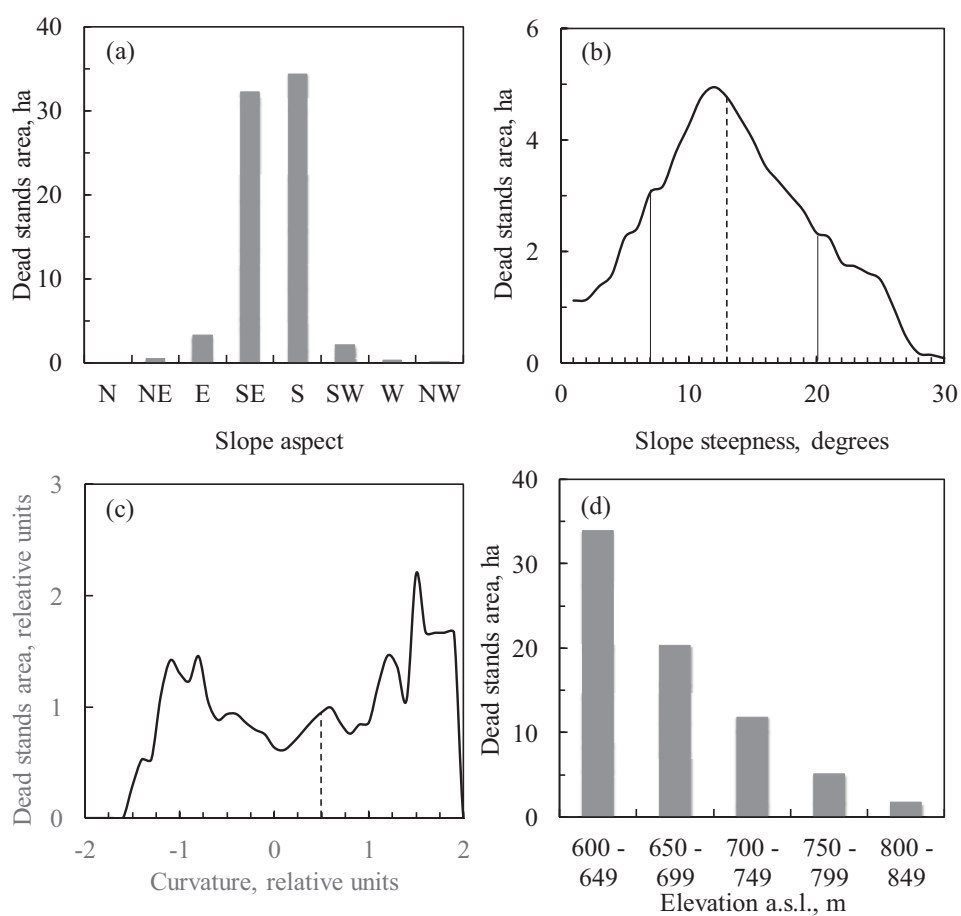 (a)
Dead stands area, ha
40
30
20
10
0
N NE E SE S SW W NW
Slope aspect
(b)
Dead stands area, ha
6
4
2
0
0 10 20 30
Slope steepness, degrees
(c)
Dead stands area, releative units
3
2
1
0
-2 -1 0 1 2
Curvature, relative units
(d)
Dead stands area, ha
40
30
20
10
0
600 - 650 - 700 - 750 - 800 -
649 699 749 799 849
Elevation a.s.l., m